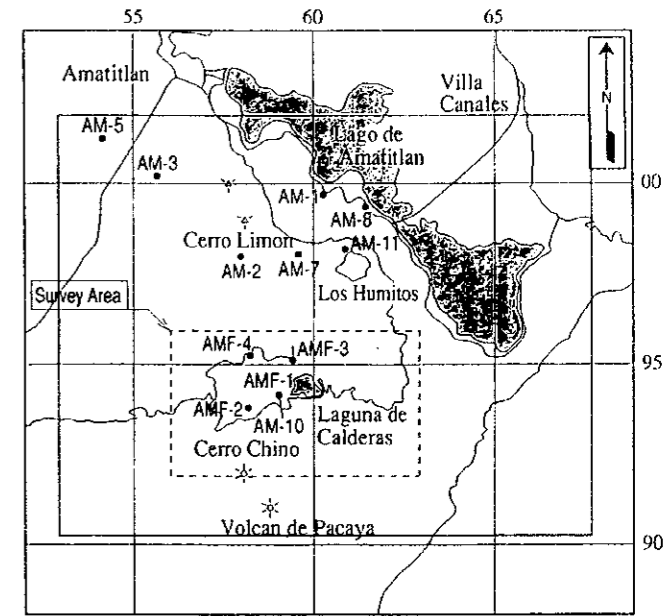 55 60 65
Amatitlan
Villa
Canales
N
AM-5
Lago de
Amatitlan
AM-3
00
AM-1
AM-8
Cerro Limon
AM-11
AM-2
AM-7
Los Humitos
Survey Area
AMF-4
AMF-3
95
AMF-1
AMF-2
Laguna de
Calderas
AM-10
Cerro Chino
Volcan de Pacaya
90